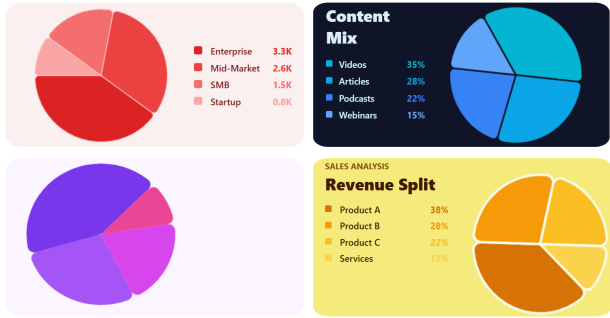 Enterprise 3.3K
Mid-Market 2.6K
SMB 1.5K
Startup 0.8K
Content
Mix
Videos 35%
Articles 28%
Podcasts 22%
Webinars 15%
SALES ANALYSIS
Revenue Split
Product A 38%
Product B 28%
Product C 22%
Services 12%